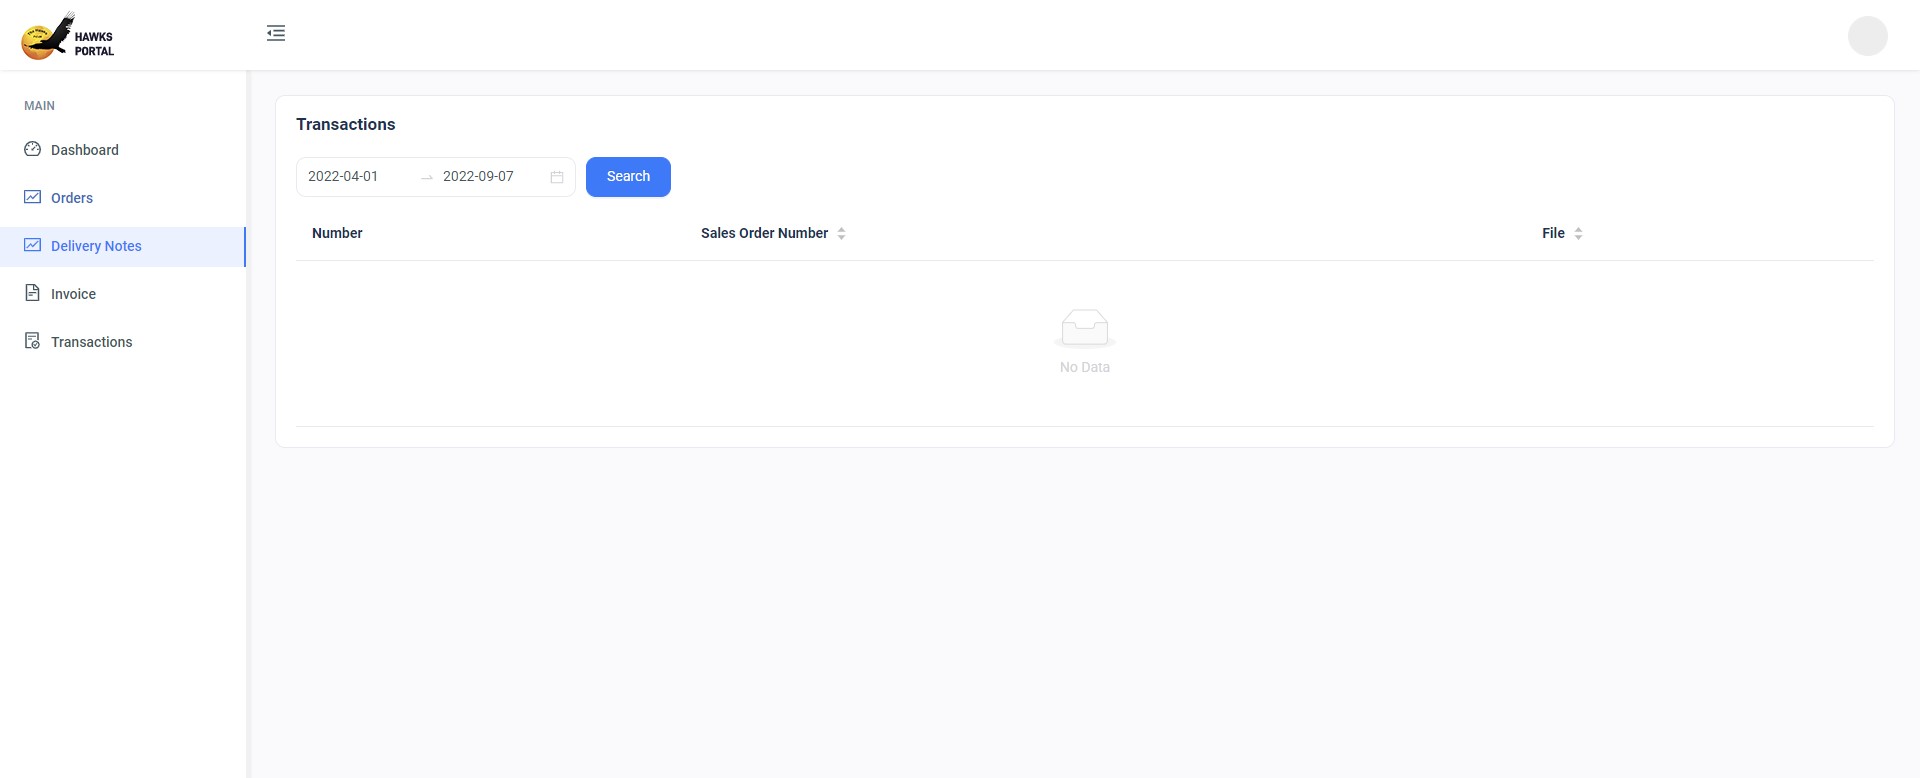 HAWKS
PORTAL
MAIN
Dashboard
Orders
Delivery Notes
Invoice
Transactions
Transactions
2022-04-01 → 2022-09-07 Search
Number Sales Order Number File
No Data